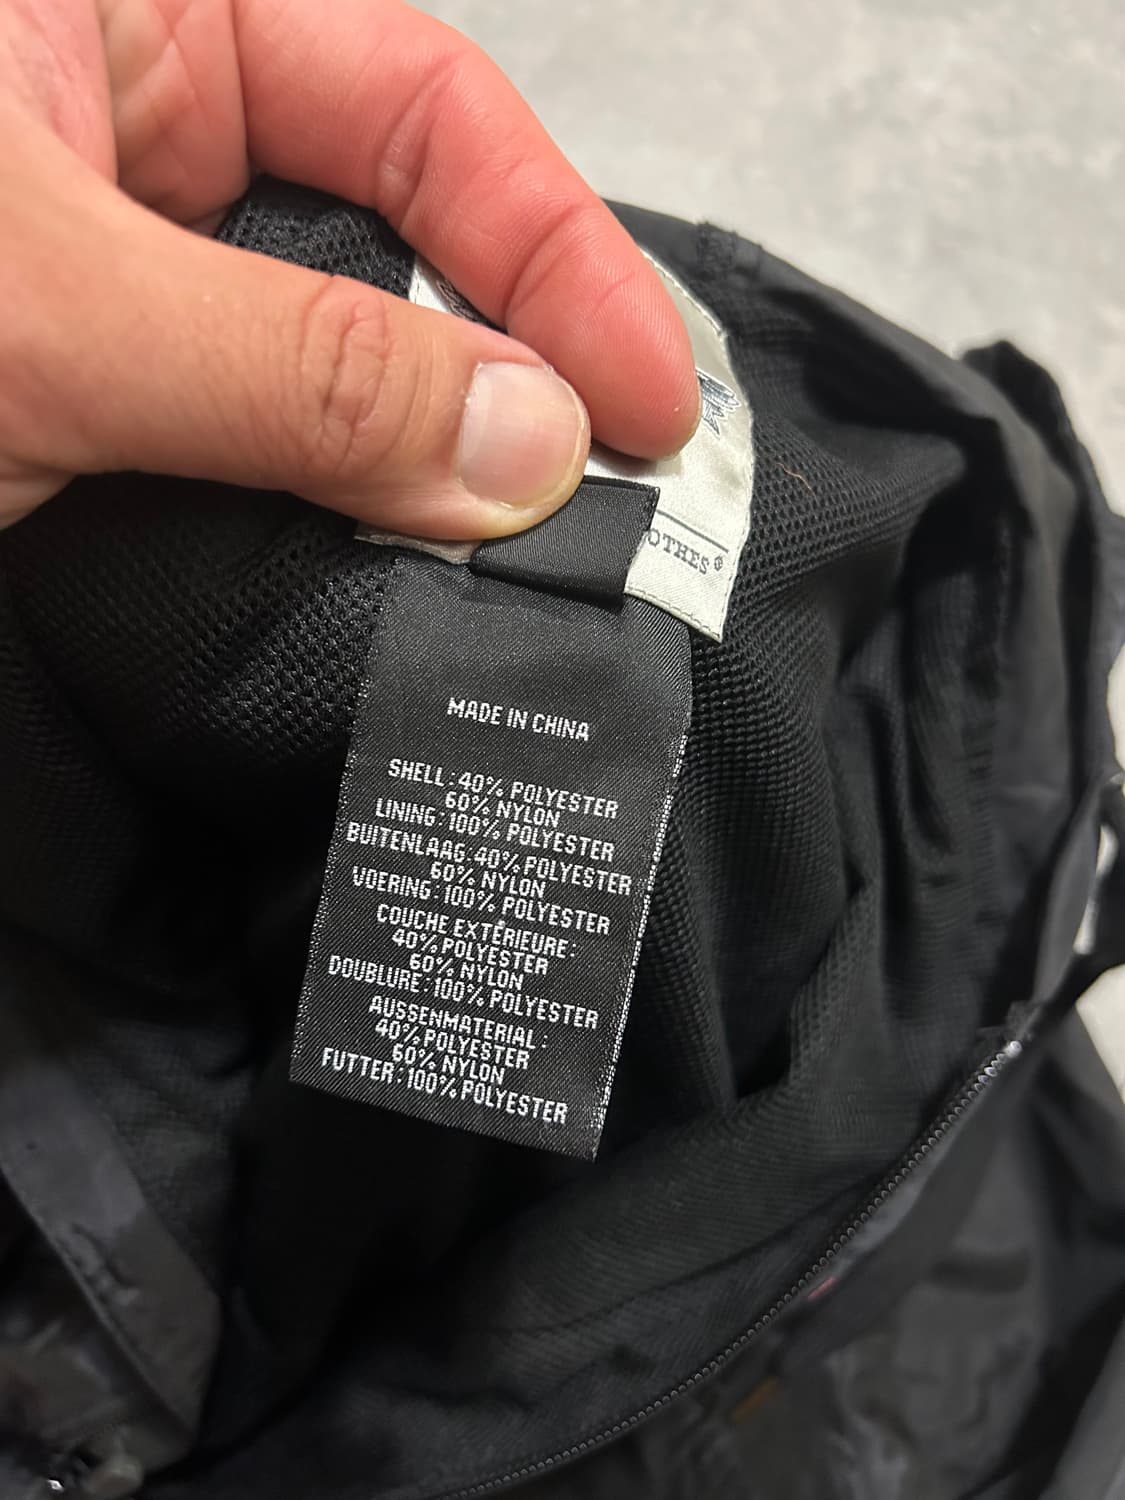 OTHES®
MADE IN CHINA
SHELL:40% POLYESTER
60% NYLON
LINING:100% POLYESTER
BUITENLAAG:40% POLYESTER
60% NYLON
VOERING:100% POLYESTER
COUCHE EXTÉRIEURE:
40% POLYESTER
60% NYLON
DOUBLURE:100% POLYESTER
AUSSENMATERIAL:
40% POLYESTER
60% NYLON
FUTTER:100% POLYESTER